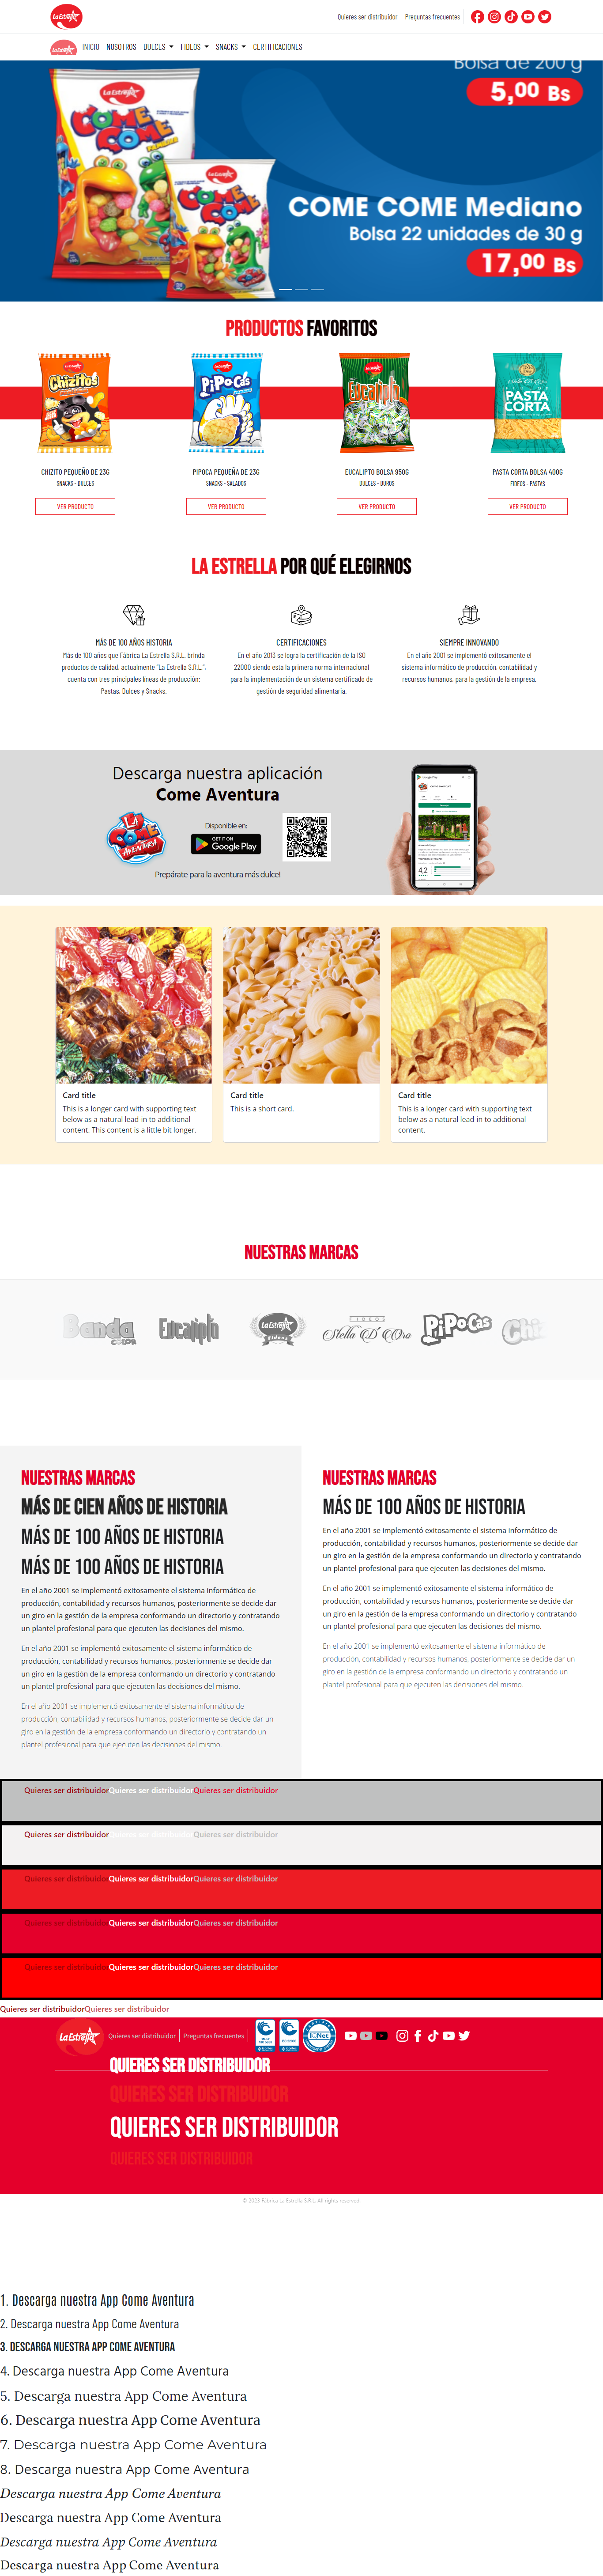 La Estrella
Quieres ser distribuidor
Preguntas frecuentes
La Estrella
INICIO
NOSOTROS
DULCES
FIDEOS
SNACKS
CERTIFICACIONES
Bolsa de 200 g
5,00 Bs
La Estrella
COME COME
COME COME Mediano
Bolsa 22 unidades de 30 g
17,00 Bs
PRODUCTOS FAVORITOS
Chizitos
PiPoCas
Eucalipto
PASTA CORTA
CHIZITO PEQUEÑO DE 23G
SNACKS - DULCES
VER PRODUCTO
PIPOCA PEQUEÑA DE 23G
SNACKS - SALADOS
VER PRODUCTO
EUCALIPTO BOLSA 950G
DULCES - DUROS
VER PRODUCTO
PASTA CORTA BOLSA 400G
FIDEOS - PASTAS
VER PRODUCTO
LA ESTRELLA POR QUÉ ELEGIRNOS
MÁS DE 100 AÑOS HISTORIA
Más de 100 años que Fábrica La Estrella S.R.L. brinda
productos de calidad, actualmente "La Estrella S.R.L.",
cuenta con tres principales líneas de producción:
Pastas, Dulces y Snacks.
CERTIFICACIONES
En el año 2013 se logra la certificación de la ISO
22000 siendo esta la primera norma internacional
para la implementación de un sistema certificado de
gestión de seguridad alimentaria.
SIEMPRE INNOVANDO
En el año 2001 se implementó exitosamente el
sistema informático de producción, contabilidad y
recursos humanos, para la gestión de la empresa.
Descarga nuestra aplicación
Come Aventura
LA COME AVENTURA
Disponible en:
GET IT ON
Google Play
Prepárate para la aventura más dulce!
Google Play
4,2
Card title
This is a longer card with supporting text
below as a natural lead-in to additional
content. This content is a little bit longer.
Card title
This is a short card.
Card title
This is a longer card with supporting text
below as a natural lead-in to additional
content.
NUESTRAS MARCAS
Banda COLOR
Eucalipto
La Estrella
FIDEOS
Stella D' Oro
PiPoCas
Chi
NUESTRAS MARCAS
MÁS DE CIEN AÑOS DE HISTORIA
MÁS DE 100 AÑOS DE HISTORIA
MÁS DE 100 AÑOS DE HISTORIA
En el año 2001 se implementó exitosamente el sistema informático de
producción, contabilidad y recursos humanos, posteriormente se decide dar
un giro en la gestión de la empresa conformando un directorio y contratando
un plantel profesional para que ejecuten las decisiones del mismo.
En el año 2001 se implementó exitosamente el sistema informático de
producción, contabilidad y recursos humanos, posteriormente se decide dar
un giro en la gestión de la empresa conformando un directorio y contratando
un plantel profesional para que ejecuten las decisiones del mismo.
En el año 2001 se implementó exitosamente el sistema informático de
producción, contabilidad y recursos humanos, posteriormente se decide dar un
giro en la gestión de la empresa conformando un directorio y contratando un
plantel profesional para que ejecuten las decisiones del mismo.
NUESTRAS MARCAS
MÁS DE 100 AÑOS DE HISTORIA
En el año 2001 se implementó exitosamente el sistema informático de
producción, contabilidad y recursos humanos, posteriormente se decide dar
un giro en la gestión de la empresa conformando un directorio y contratando
un plantel profesional para que ejecuten las decisiones del mismo.
En el año 2001 se implementó exitosamente el sistema informático de
producción, contabilidad y recursos humanos, posteriormente se decide dar
un giro en la gestión de la empresa conformando un directorio y contratando
un plantel profesional para que ejecuten las decisiones del mismo.
En el año 2001 se implementó exitosamente el sistema informático de
producción, contabilidad y recursos humanos, posteriormente se decide dar un
giro en la gestión de la empresa conformando un directorio y contratando un
plantel profesional para que ejecuten las decisiones del mismo.
Quieres ser distribuidorQuieres ser distribuidorQuieres ser distribuidor
Quieres ser distribuidorQuieres ser distribuidorQuieres ser distribuidor
Quieres ser distribuidorQuieres ser distribuidorQuieres ser distribuidor
Quieres ser distribuidorQuieres ser distribuidorQuieres ser distribuidor
Quieres ser distribuidorQuieres ser distribuidorQuieres ser distribuidor
Quieres ser distribuidorQuieres ser distribuidor
La Estrella
Quieres ser distribuidor
Preguntas frecuentes
IQNet
QUIERES SER DISTRIBUIDOR
QUIERES SER DISTRIBUIDOR
QUIERES SER DISTRIBUIDOR
QUIERES SER DISTRIBUIDOR
© 2023 Fabrica La Estrella S.R.L. All rights reserved
1. Descarga nuestra App Come Aventura
2. Descarga nuestra App Come Aventura
3. DESCARGA NUESTRA APP COME AVENTURA
4. Descarga nuestra App Come Aventura
5. Descarga nuestra App Come Aventura
6. Descarga nuestra App Come Aventura
7. Descarga nuestra App Come Aventura
8. Descarga nuestra App Come Aventura
Descarga nuestra App Come Aventura
Descarga nuestra App Come Aventura
Descarga nuestra App Come Aventura
Descarga nuestra App Come Aventura